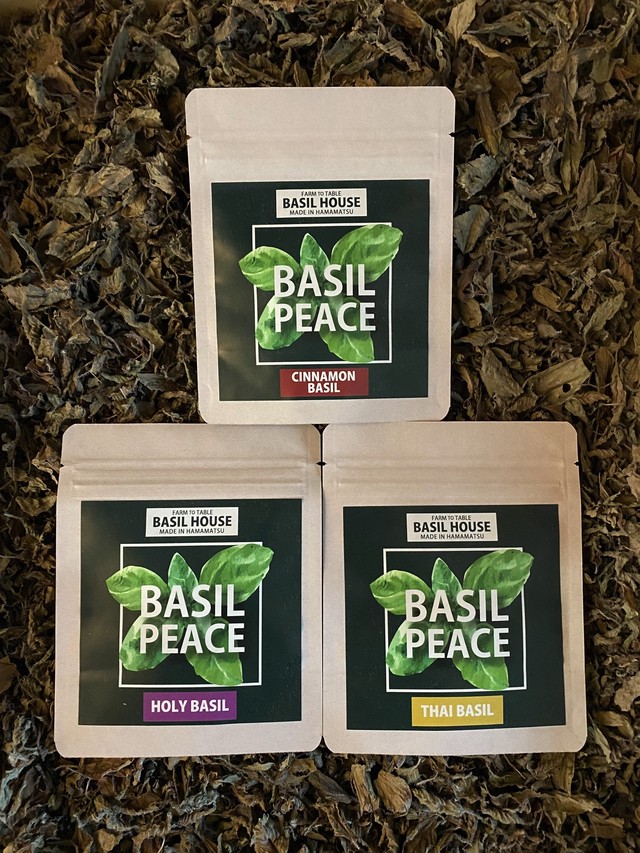 FARM TO TABLE
BASIL HOUSE
MADE IN HAMAMATSU
BASIL
PEACE
CINNAMON
BASIL
FARM TO TABLE
BASIL HOUSE
MADE IN HAMAMATSU
BASIL
PEACE
HOLY BASIL
FARM TO TABLE
BASIL HOUSE
MADE IN HAMAMATSU
BASIL
PEACE
THAI BASIL